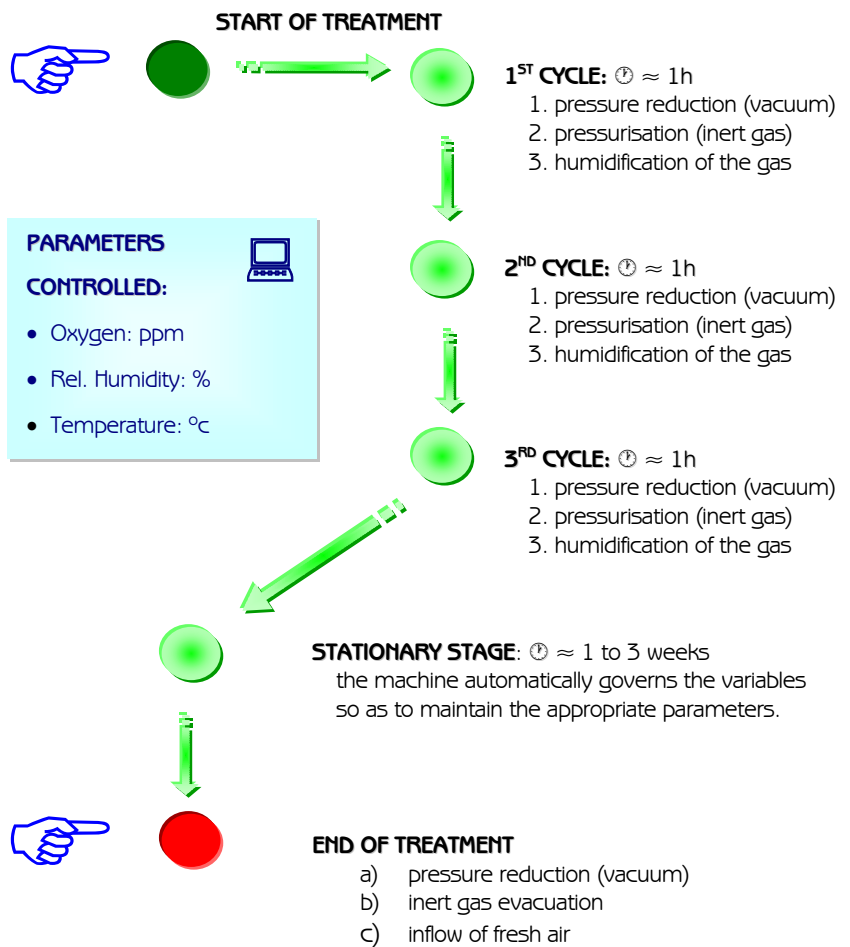 START OF TREATMENT
1ST CYCLE: 🕐 ≈ 1h
1. pressure reduction (vacuum)
2. pressurisation (inert gas)
3. humidification of the gas
PARAMETERS
CONTROLLED:
• Oxygen: ppm
• Rel. Humidity: %
• Temperature: ºc
2ND CYCLE: 🕐 ≈ 1h
1. pressure reduction (vacuum)
2. pressurisation (inert gas)
3. humidification of the gas
3RD CYCLE: 🕐 ≈ 1h
1. pressure reduction (vacuum)
2. pressurisation (inert gas)
3. humidification of the gas
STATIONARY STAGE: 🕐 ≈ 1 to 3 weeks
the machine automatically governs the variables
so as to maintain the appropriate parameters.
END OF TREATMENT
a) pressure reduction (vacuum)
b) inert gas evacuation
c) inflow of fresh air